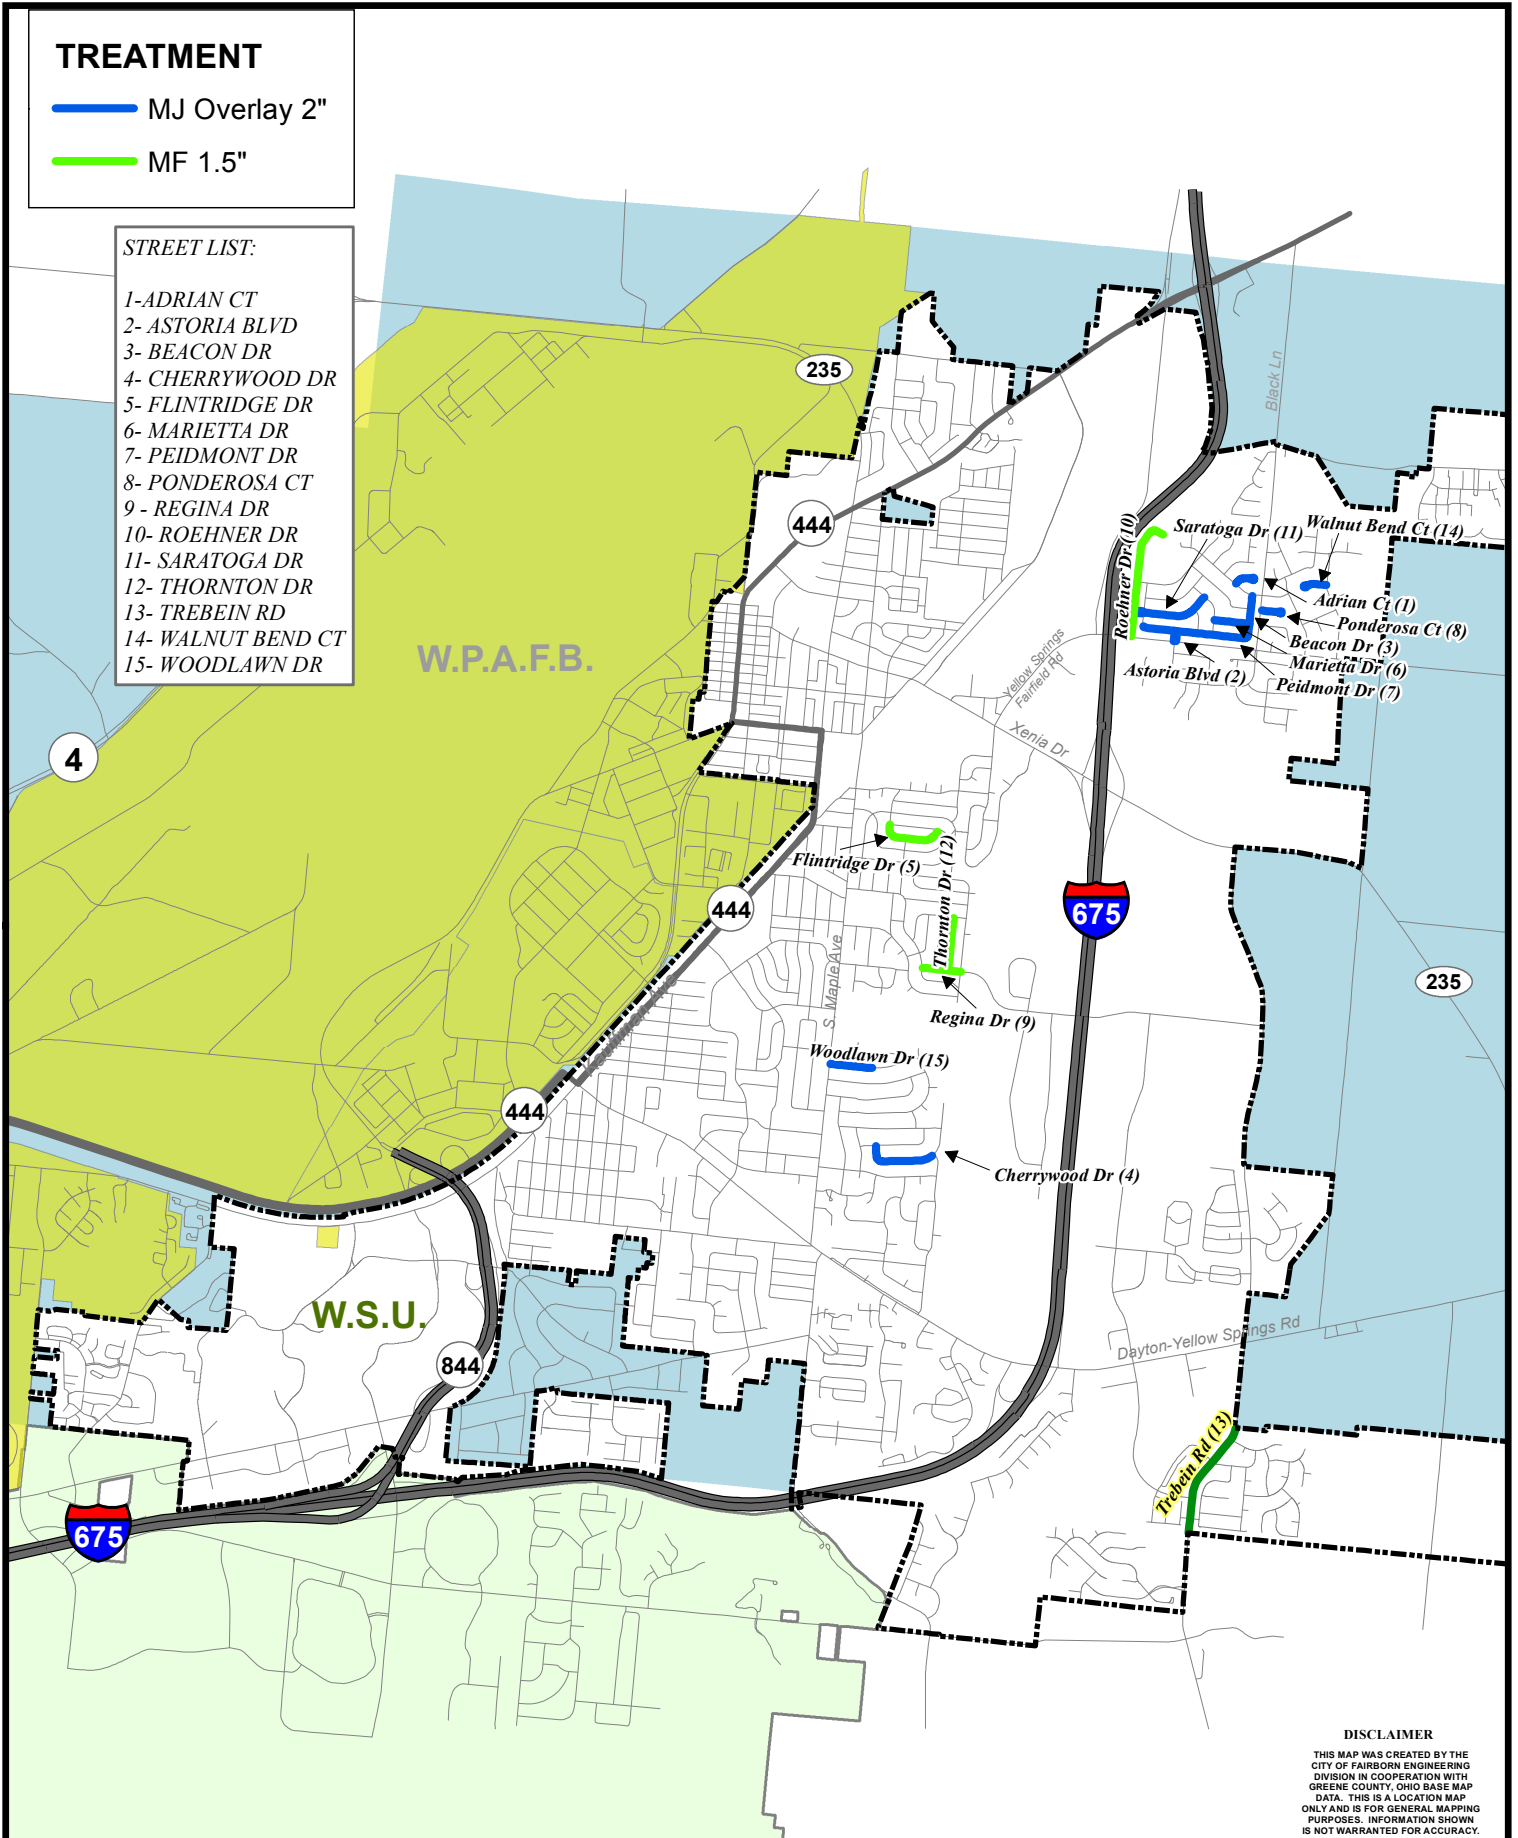 TREATMENT
MJ Overlay 2"
MF 1.5"
STREET LIST:
1-ADRIAN CT
2- ASTORIA BLVD
3- BEACON DR
4- CHERRYWOOD DR
5- FLINTRIDGE DR
6- MARIETTA DR
7- PEIDMONT DR
8- PONDEROSA CT
9 - REGINA DR
10- ROEHNER DR
11- SARATOGA DR
12- THORNTON DR
13- TREBEIN RD
14- WALNUT BEND CT
15- WOODLAWN DR
235
Black Ln
444
Saratoga Dr (11)
Walnut Bend Ct (14)
Roehner Dr (10)
Adrian Ct (1)
Ponderosa Ct (8)
Beacon Dr (3)
Marietta Dr (6)
Astoria Blvd (2)
Peidmont Dr (7)
W.P.A.F.B.
Yellow Springs
Fairfield Rd
Xenia Dr
4
Flintridge Dr (5)
Thornton Dr (12)
444
675
S. Maple Ave
235
Regina Dr (9)
Woodlawn Dr (15)
444
Cherrywood Dr (4)
W.S.U.
844
Dayton-Yellow Springs Rd
Trebein Rd (13)
675
DISCLAIMER
THIS MAP WAS CREATED BY THE
CITY OF FAIRBORN ENGINEERING
DIVISION IN COOPERATION WITH
GREENE COUNTY, OHIO BASE MAP
DATA. THIS IS A LOCATION MAP
ONLY AND IS FOR GENERAL MAPPING
PURPOSES. INFORMATION SHOWN
IS NOT WARRANTED FOR ACCURACY.